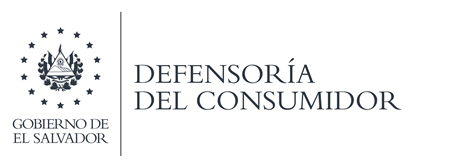 GOBIERNO DE
EL SALVADOR
DEFENSORÍA
DEL CONSUMIDOR